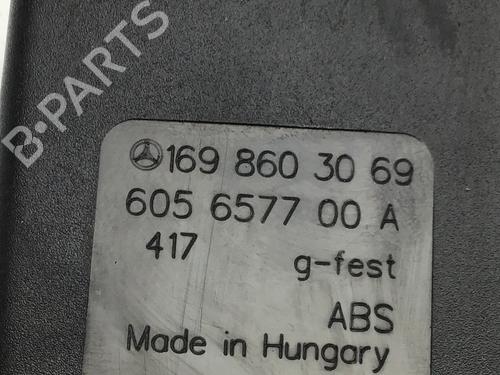 B-PARTS
169 860 30 69
605 6577 00 A
417 g-fest
ABS
Made in Hungary